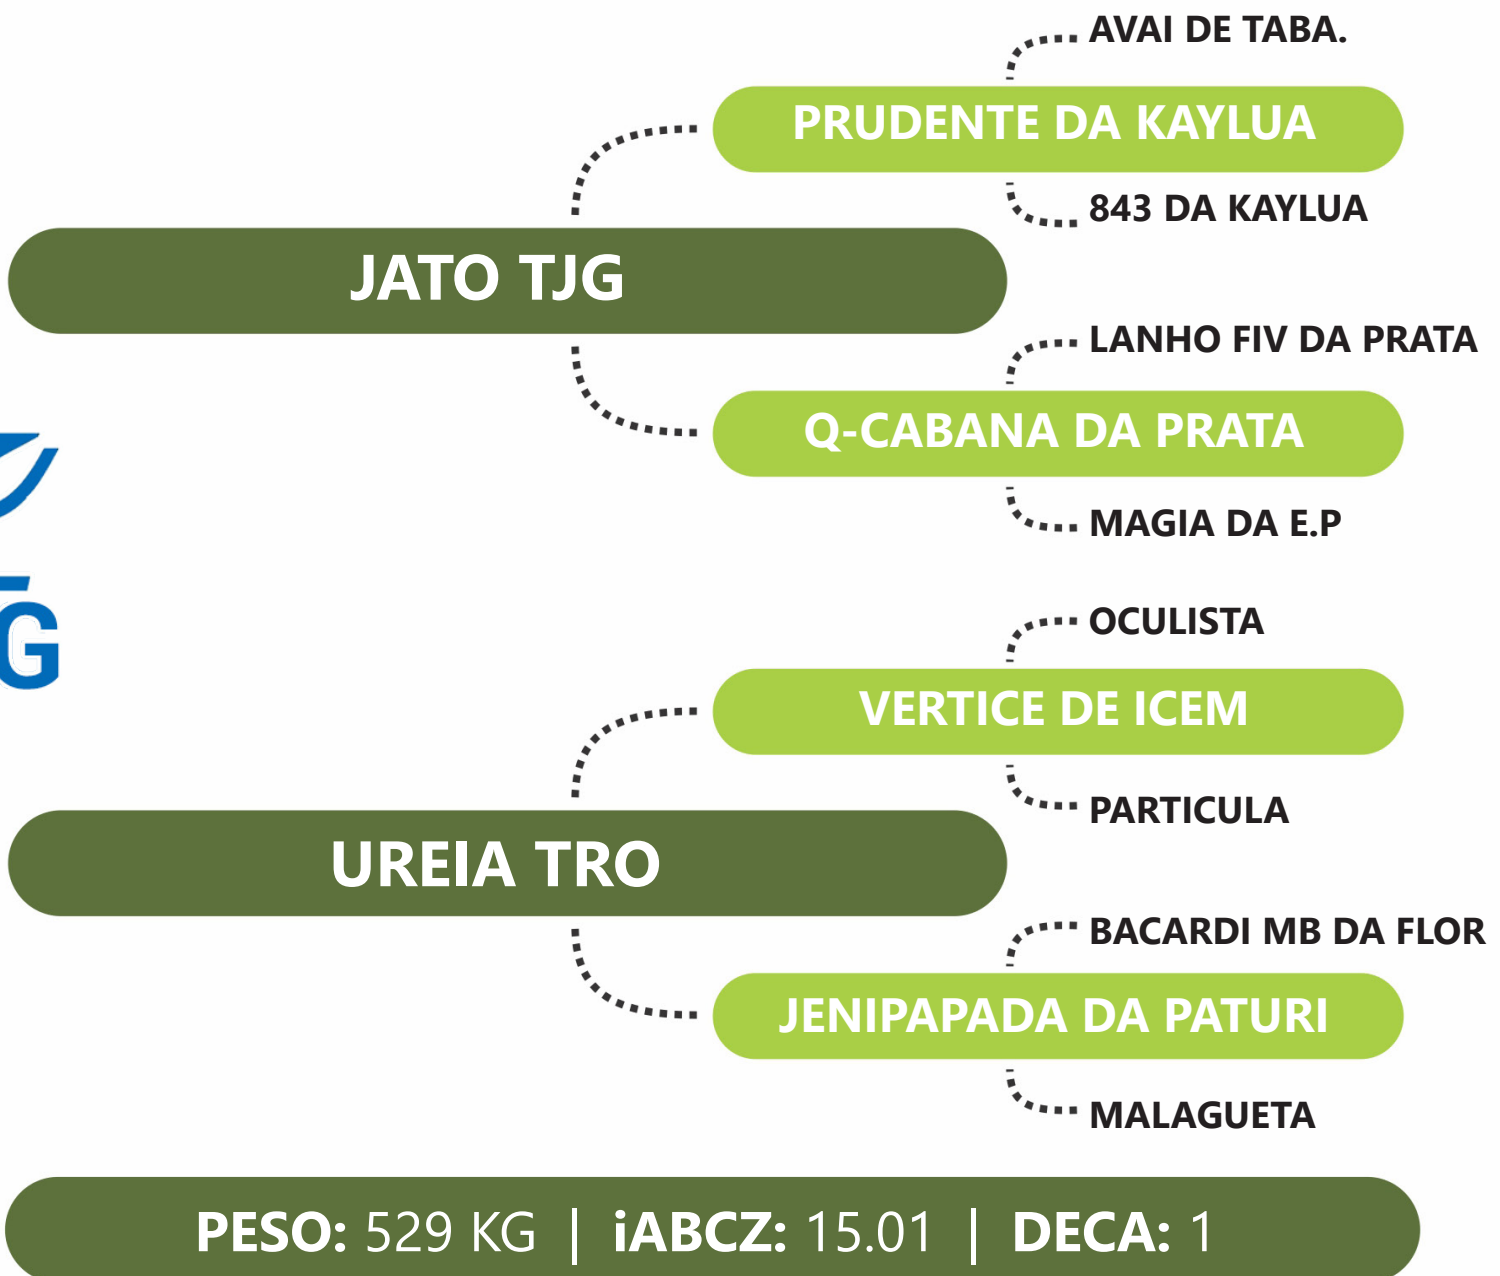 AVAI DE TABA.
PRUDENTE DA KAYLUA
843 DA KAYLUA
JATO TJG
LANHO FIV DA PRATA
Q-CABANA DA PRATA
MAGIA DA E.P
G
OCULISTA
VERTICE DE ICEM
PARTICULA
UREIA TRO
BACARDI MB DA FLOR
JENIPAPADA DA PATURI
MALAGUETA
PESO: 529 KG | iABCZ: 15.01 | DECA: 1